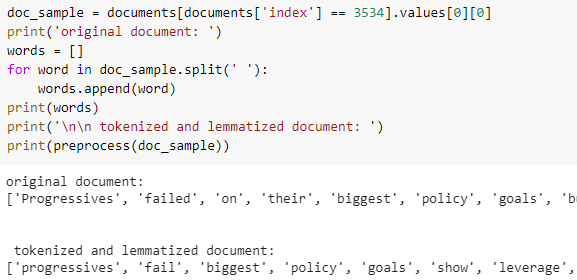 doc_sample = documents[documents['index'] == 3534].values[0][0]
print('original document: ')
words = []
for word in doc_sample.split(' '):
    words.append(word)
print(words)
print('\n\n tokenized and lemmatized document: ')
print(preprocess(doc_sample))
original document:
['Progressives', 'failed', 'on', 'their', 'biggest', 'policy', 'goals',
 tokenized and lemmatized document:
['progressives', 'fail', 'biggest', 'policy', 'goals', 'show', 'leverage',